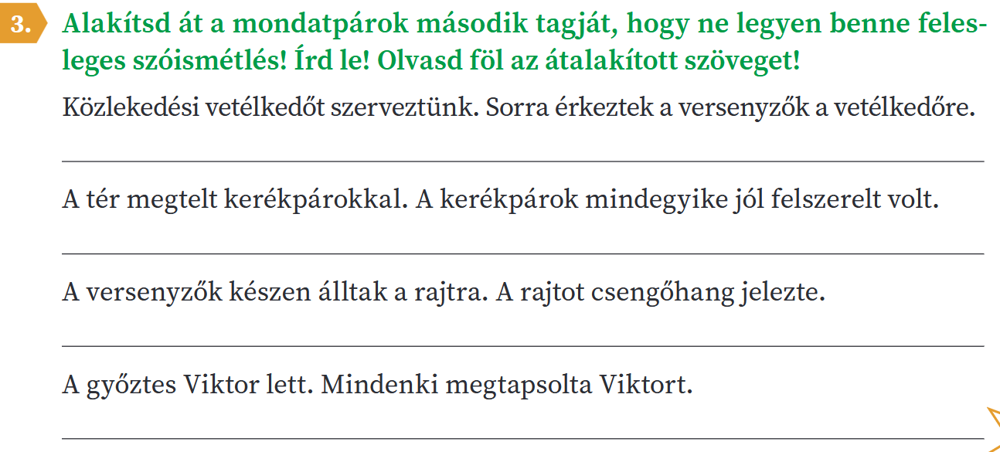 3. Alakítsd át a mondatpárok második tagját, hogy ne legyen benne feles-
leges szóismétlés! Írd le! Olvasd föl az átalakított szöveget!
Közlekedési vetélkedőt szerveztünk. Sorra érkeztek a versenyzők a vetélkedőre.
A tér megtelt kerékpárokkal. A kerékpárok mindegyike jól felszerelt volt.
A versenyzők készen álltak a rajtra. A rajtot csengőhang jelezte.
A győztes Viktor lett. Mindenki megtapsolta Viktort.